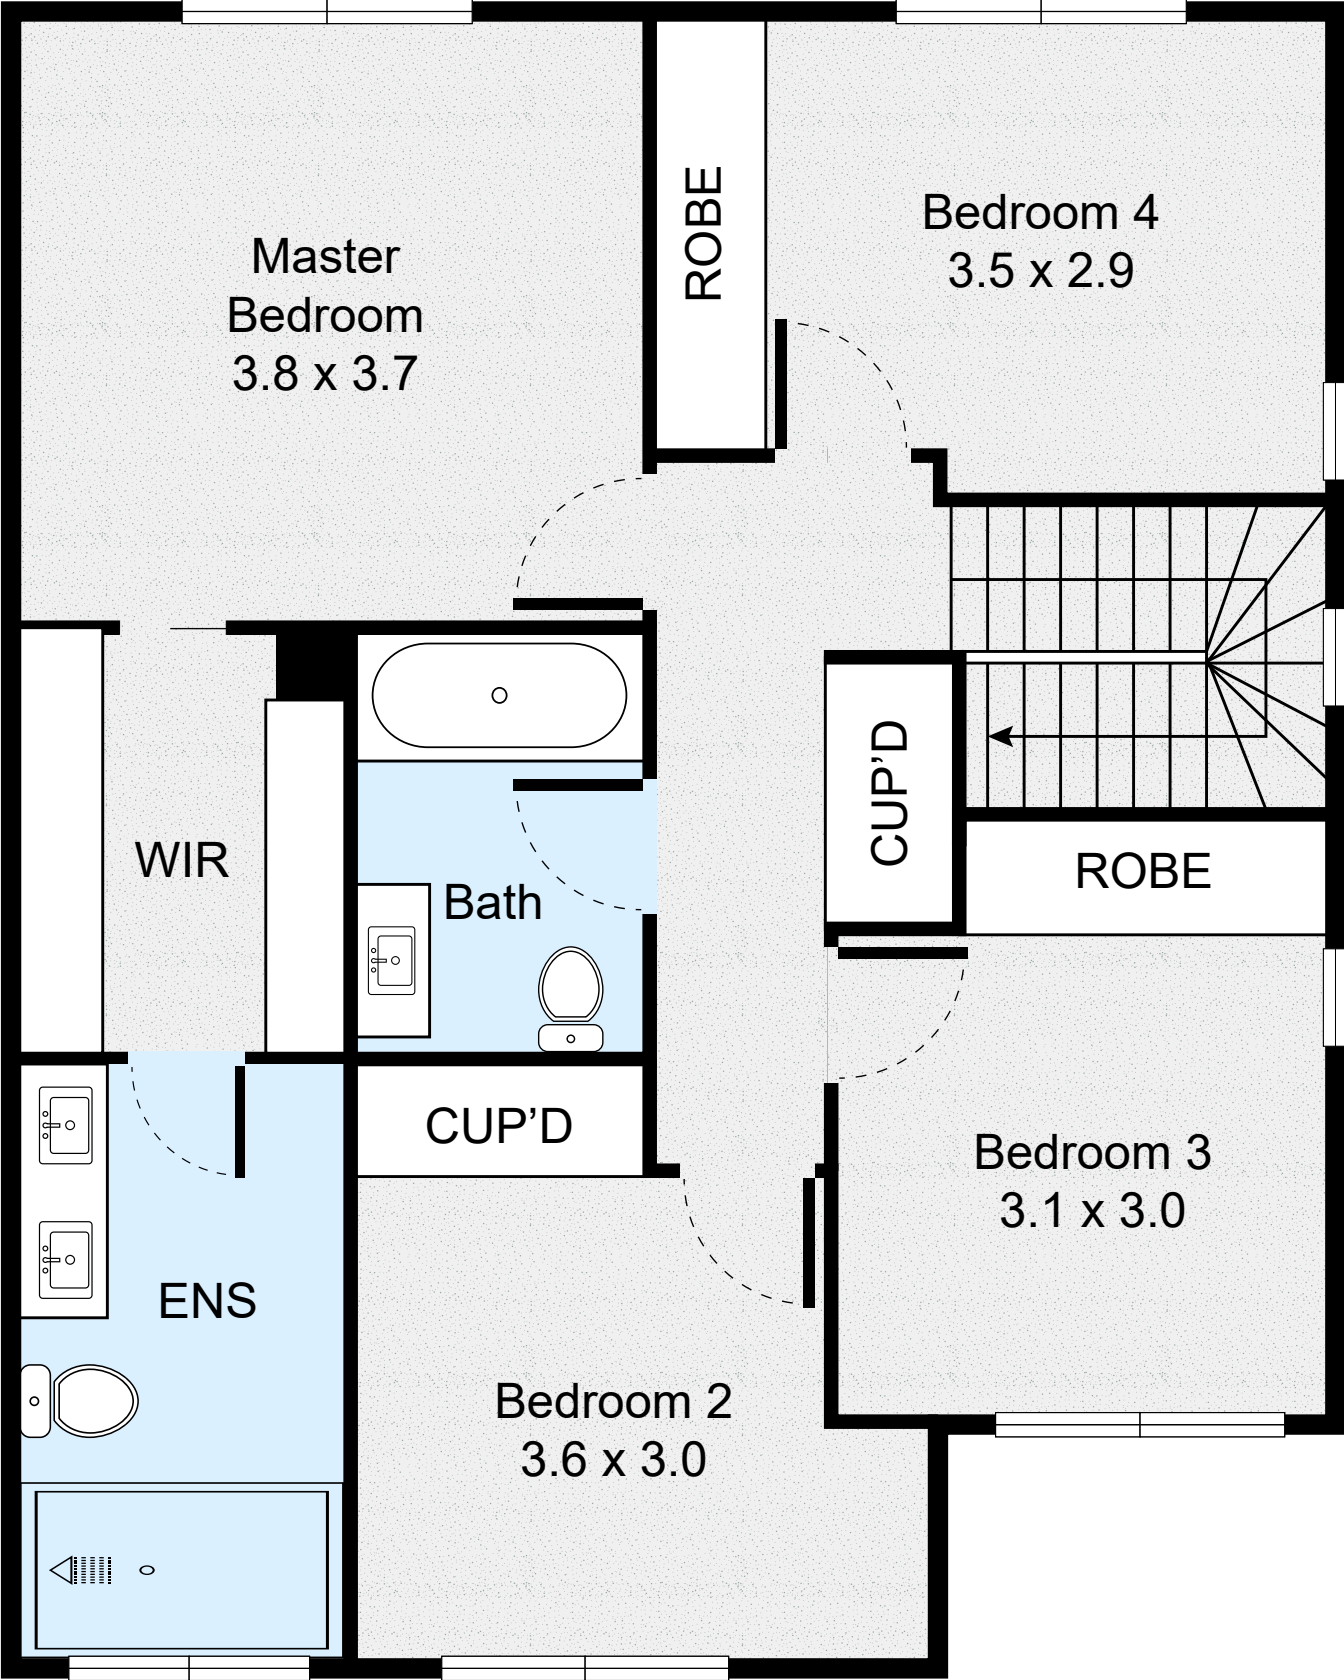 Master
Bedroom
3.8 x 3.7
ROBE
Bedroom 4
3.5 x 2.9
WIR
Bath
CUP'D
ROBE
CUP'D
Bedroom 3
3.1 x 3.0
ENS
Bedroom 2
3.6 x 3.0